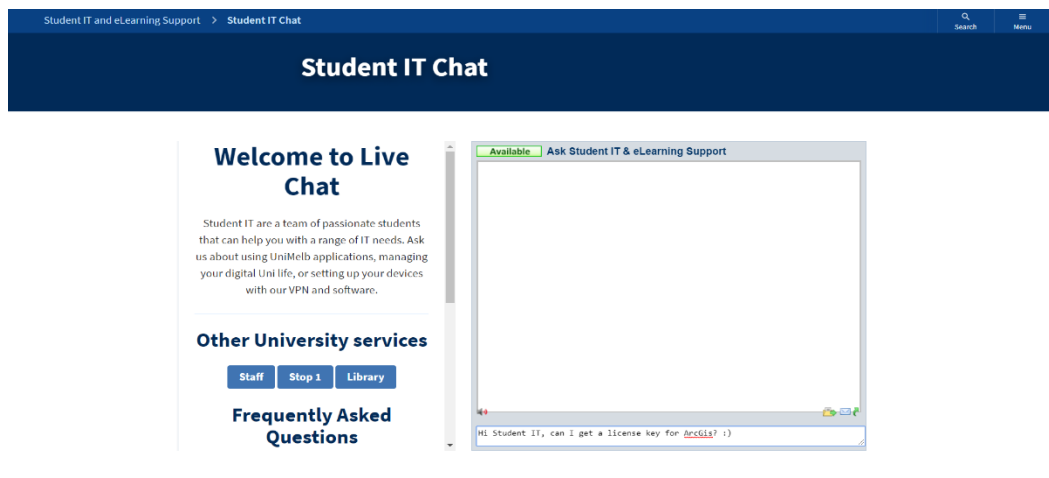 Student IT and eLearning Support > Student IT Chat
Search
Menu
Student IT Chat
Welcome to Live
Chat
Student IT are a team of passionate students
that can help you with a range of IT needs. Ask
us about using UniMelb applications, managing
your digital Uni life, or setting up your devices
with our VPN and software.
Other University services
Staff
Stop 1
Library
Frequently Asked
Questions
Available
Ask Student IT & eLearning Support
Hi Student IT, can I get a license key for ArcGis? :)